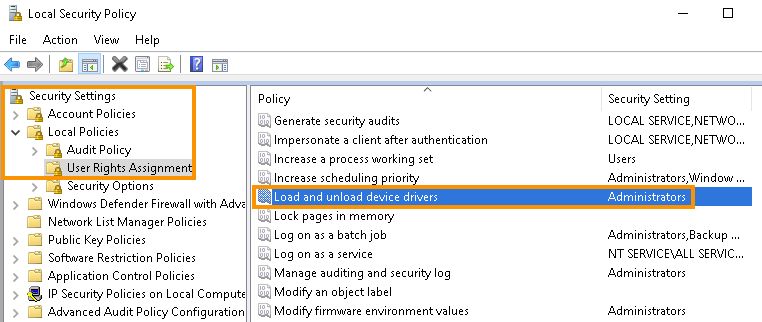 Local Security Policy
File Action View Help
Security Settings
Account Policies
Local Policies
Audit Policy
User Rights Assignment
Security Options
Windows Defender Firewall with Adva
Network List Manager Policies
Public Key Policies
Software Restriction Policies
Application Control Policies
IP Security Policies on Local Compute
Advanced Audit Policy Configuration
Policy Security Setting
Generate security audits LOCAL SERVICE,NETWO...
Impersonate a client after authentication LOCAL SERVICE,NETWO...
Increase a process working set Users
Increase scheduling priority Administrators,Window ...
Load and unload device drivers Administrators
Lock pages in memory
Log on as a batch job Administrators,Backup ...
Log on as a service NT SERVICE\ALL SERVIC...
Manage auditing and security log Administrators
Modify an object label
Modify firmware environment values Administrators